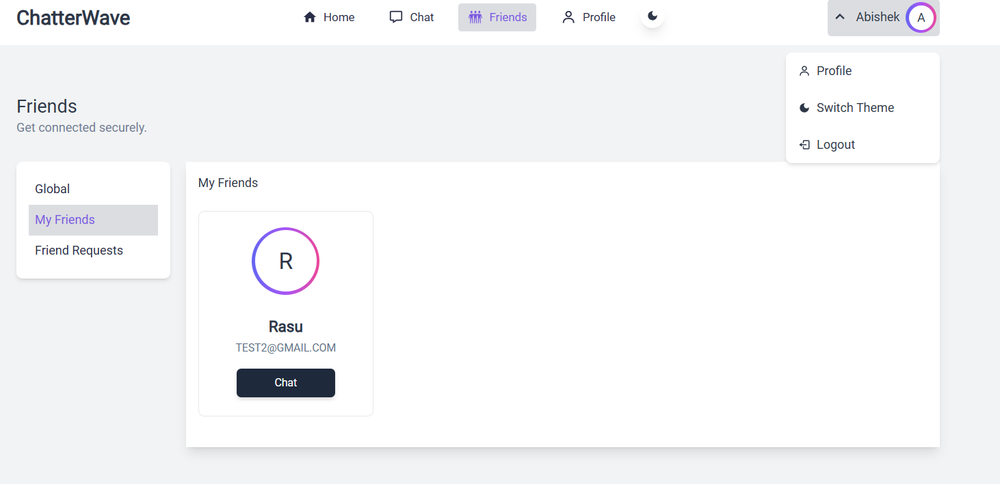 ChatterWave
Home
Chat
Friends
Profile
Abishek
A
Profile
Switch Theme
Logout
Friends
Get connected securely.
Global
My Friends
Friend Requests
My Friends
R
Rasu
TEST2@GMAIL.COM
Chat